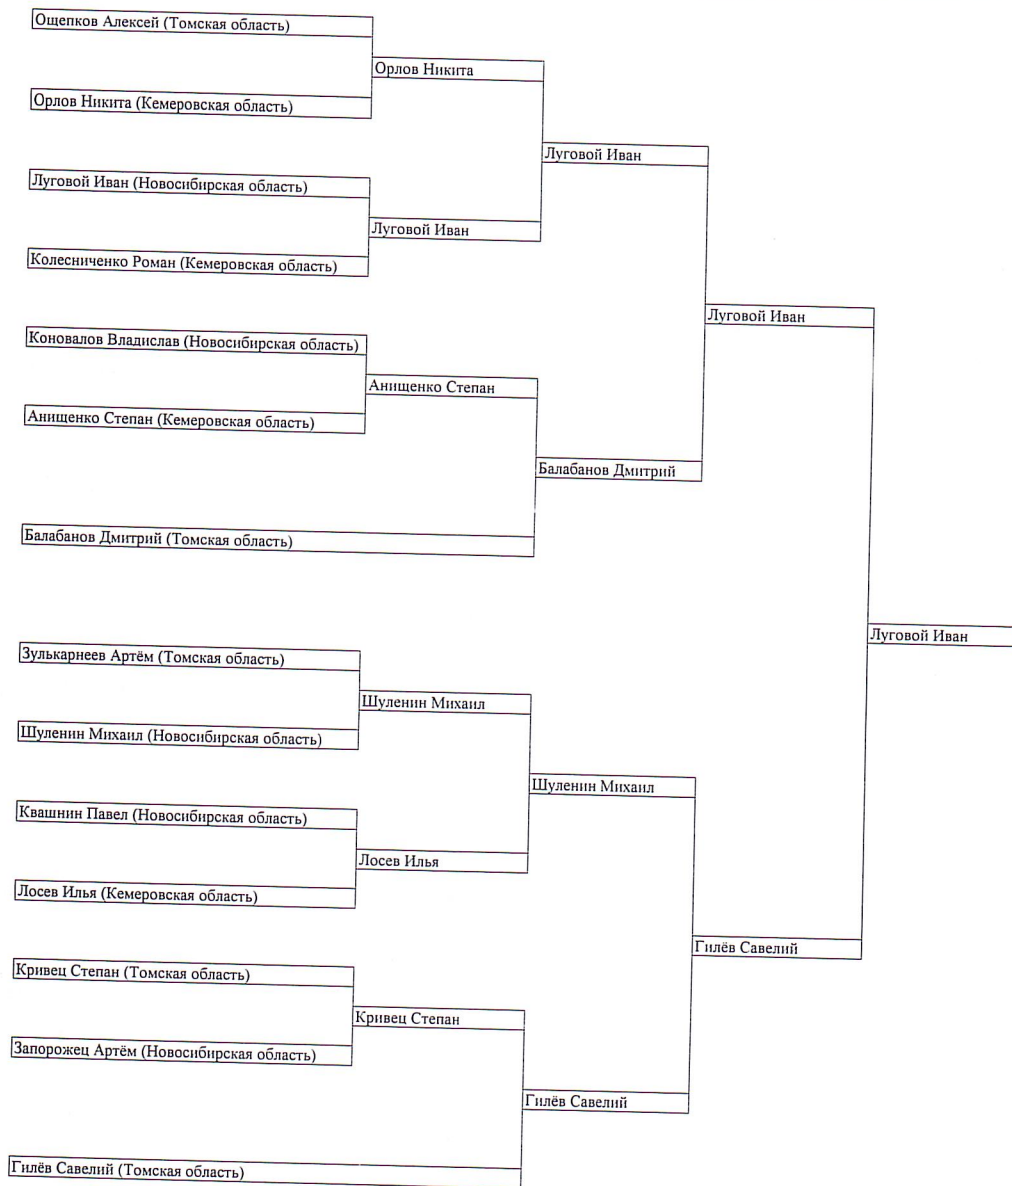 Ощепков Алексей (Томская область)
Орлов Никита
Орлов Никита (Кемеровская область)
Луговой Иван
Луговой Иван (Новосибирская область)
Луговой Иван
Колесниченко Роман (Кемеровская область)
Луговой Иван
Коновалов Владислав (Новосибирская область)
Анищенко Степан
Анищенко Степан (Кемеровская область)
Балабанов Дмитрий
Балабанов Дмитрий (Томская область)
Луговой Иван
Зулькарнеев Артём (Томская область)
Шуленин Михаил
Шуленин Михаил (Новосибирская область)
Шуленин Михаил
Квашнин Павел (Новосибирская область)
Лосев Илья
Лосев Илья (Кемеровская область)
Гилёв Савелий
Кривец Степан (Томская область)
Кривец Степан
Запорожец Артём (Новосибирская область)
Гилёв Савелий
Гилёв Савелий (Томская область)